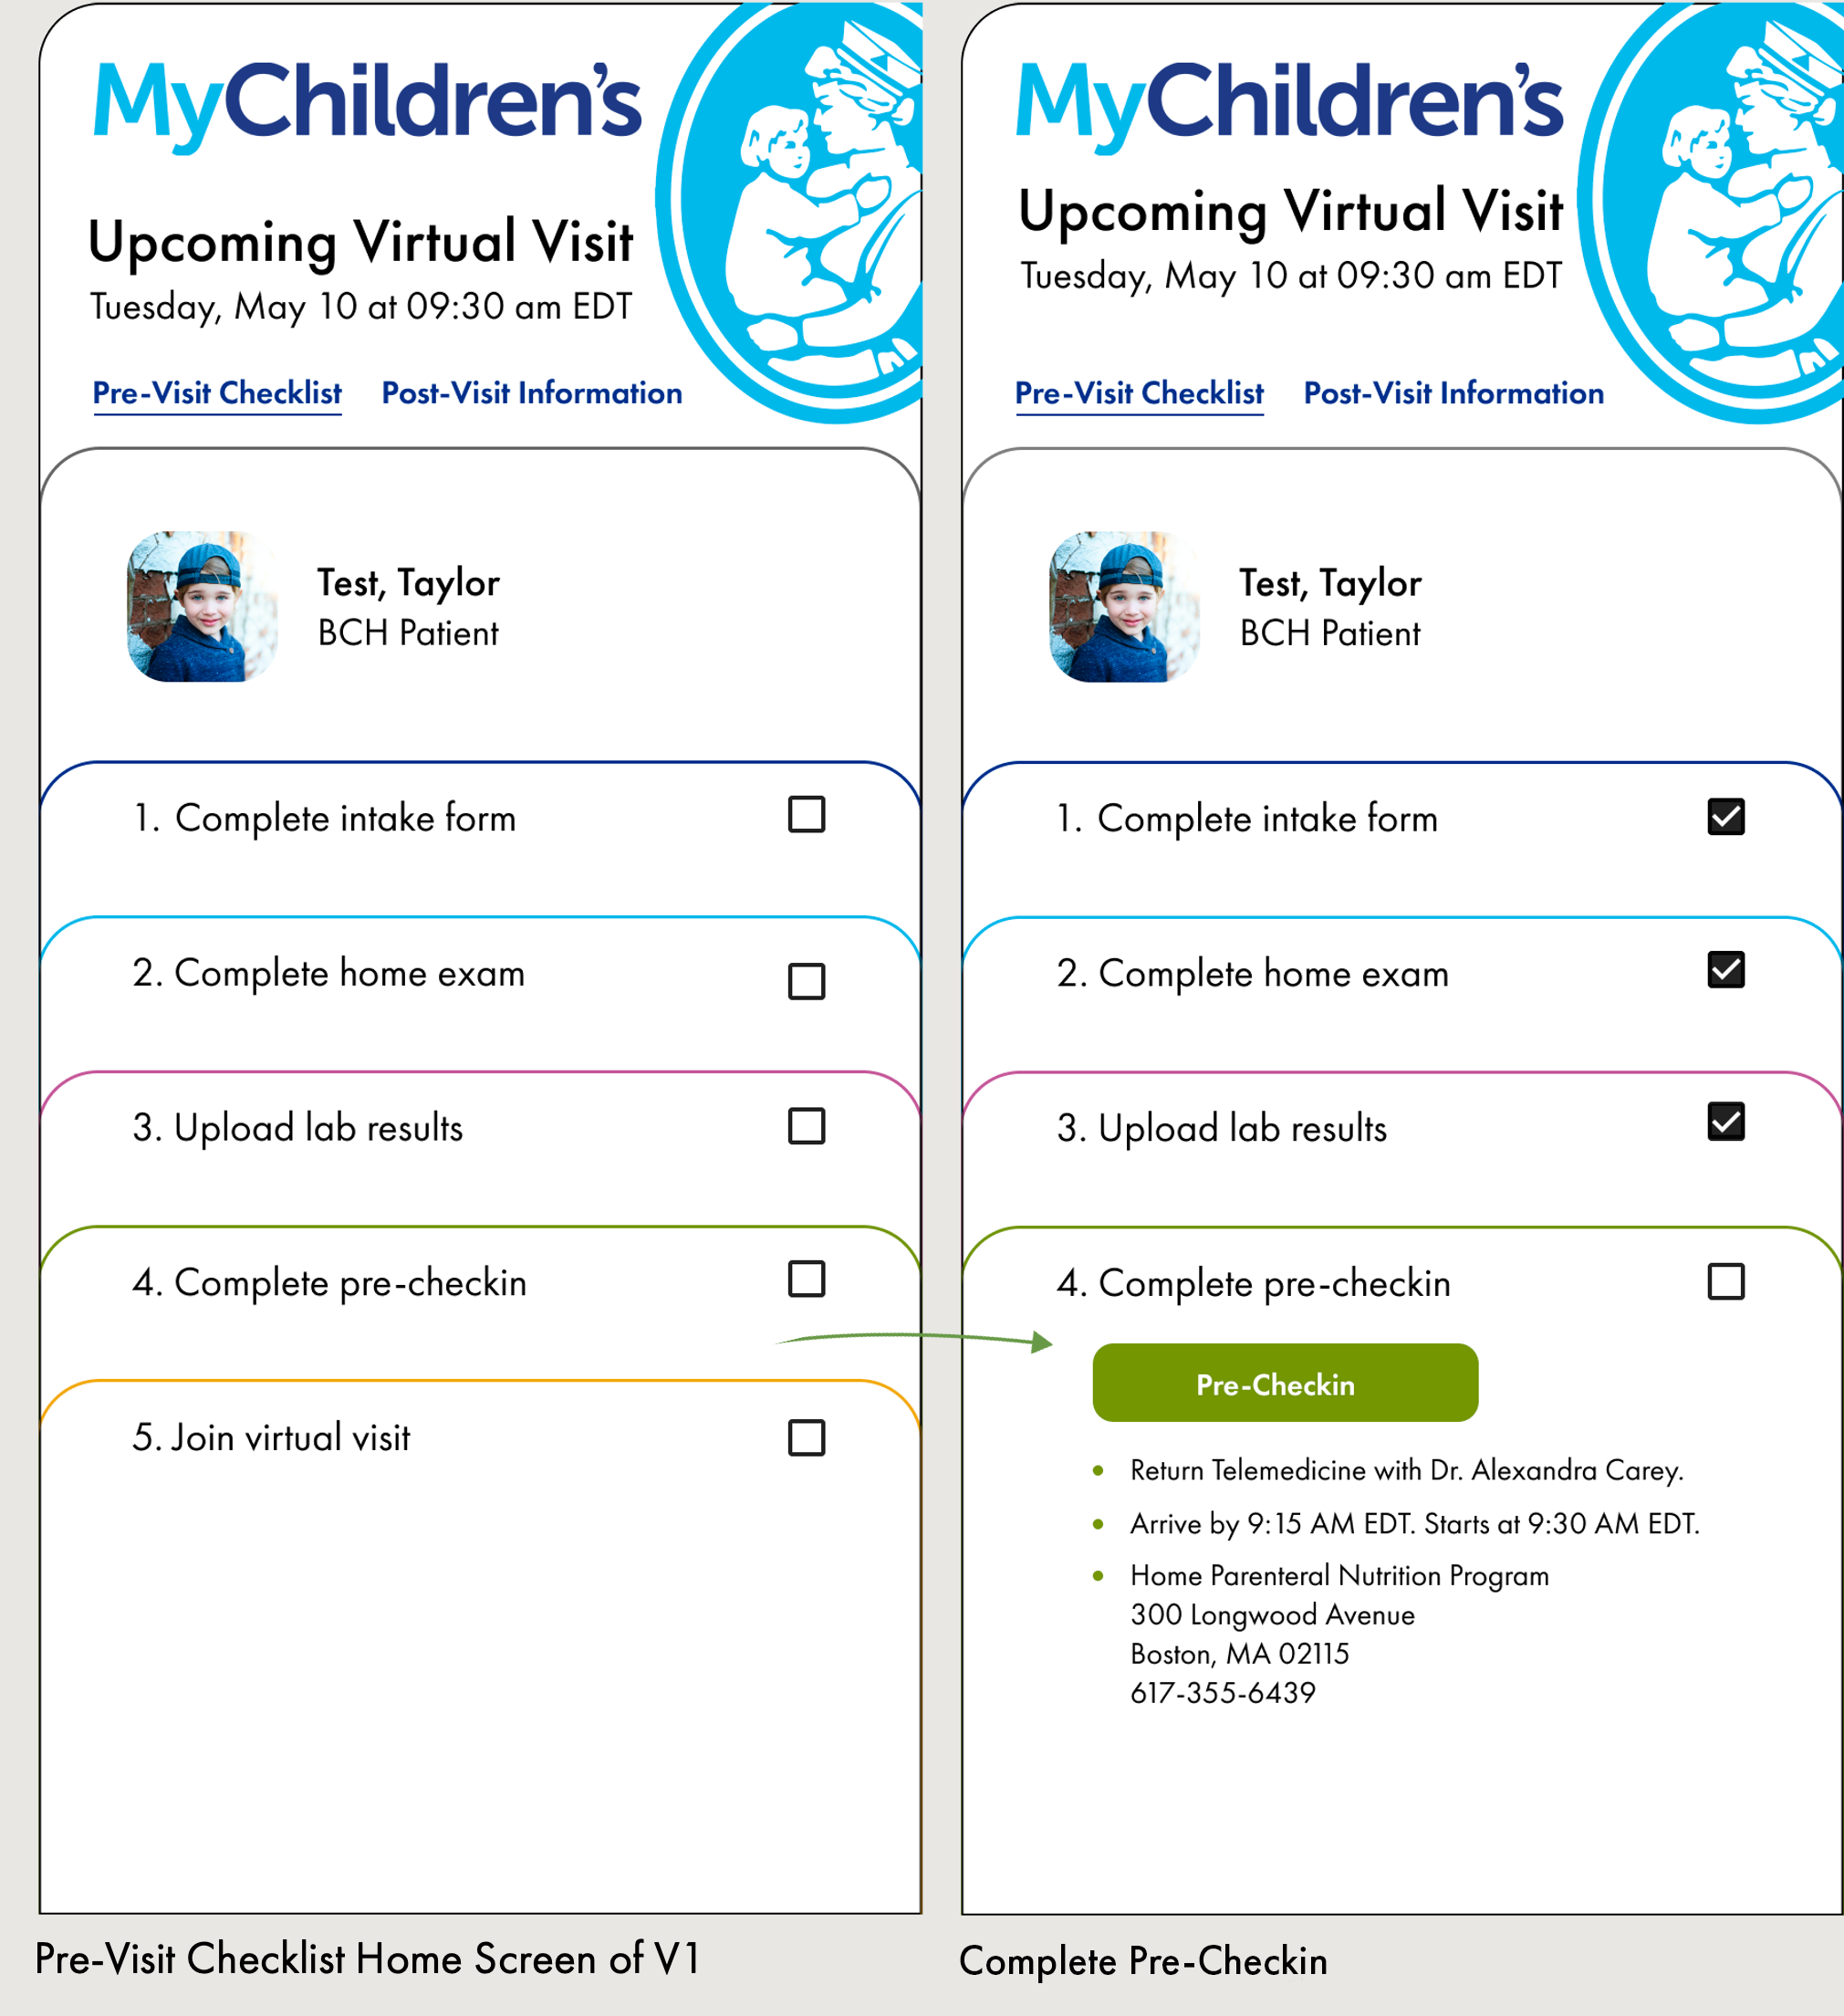 MyChildren's
Upcoming Virtual Visit
Tuesday, May 10 at 09:30 am EDT
Pre-Visit Checklist
Post-Visit Information
Test, Taylor
BCH Patient
1. Complete intake form
2. Complete home exam
3. Upload lab results
4. Complete pre-checkin
5. Join virtual visit
Pre-Visit Checklist Home Screen of V1
MyChildren's
Upcoming Virtual Visit
Tuesday, May 10 at 09:30 am EDT
Pre-Visit Checklist
Post-Visit Information
Test, Taylor
BCH Patient
1. Complete intake form
2. Complete home exam
3. Upload lab results
4. Complete pre-checkin
Pre-Checkin
• Return Telemedicine with Dr. Alexandra Carey.
• Arrive by 9:15 AM EDT. Starts at 9:30 AM EDT.
• Home Parenteral Nutrition Program
300 Longwood Avenue
Boston, MA 02115
617-355-6439
Complete Pre-Checkin